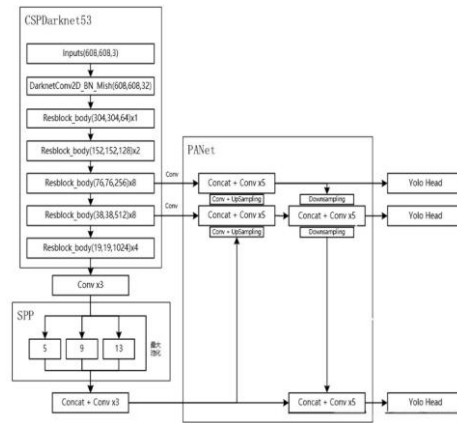 CSPDarknet53
Inputs(608,608,3)
DarknetConv2D_BN_Mish(608,608,32)
Resblock_body(304,304,64)x1
Resblock_body(152,152,128)x2
Resblock_body(76,76,256)x8
Resblock_body(38,38,512)x8
Resblock_body(19,19,1024)x4
Conv x3
SPP
5
9
13
最大
池化
Concat + Conv x3
Conv
Conv
PANet
Concat + Conv x5
Conv + UpSampling
Concat + Conv x5
Conv + UpSampling
Downsampling
Concat + Conv x5
Downsampling
Concat + Conv x5
Yolo Head
Yolo Head
Yolo Head